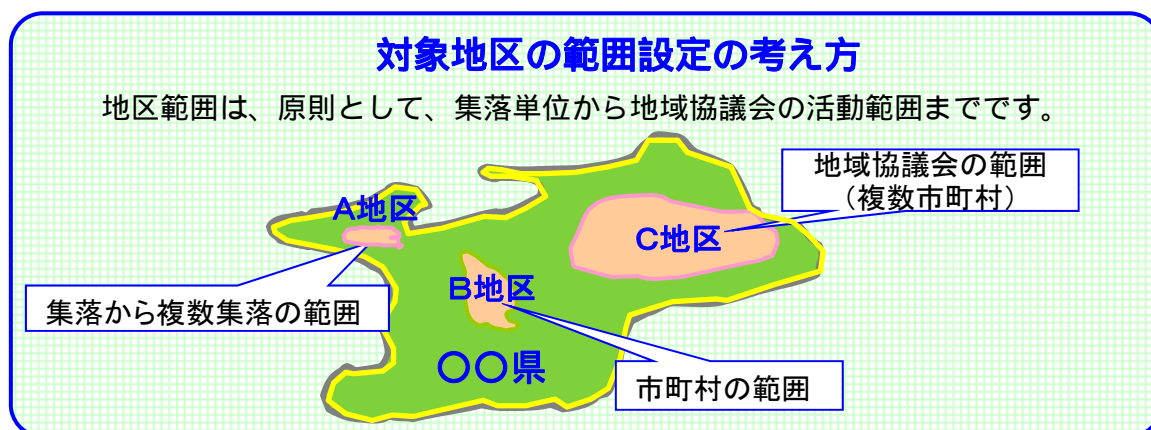 対象地区の範囲設定の考え方
地区範囲は、原則として、集落単位から地域協議会の活動範囲までです。
地域協議会の範囲
（複数市町村）
A地区
C地区
B地区
集落から複数集落の範囲
〇〇県
市町村の範囲